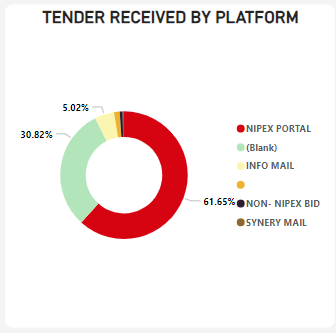 TENDER RECEIVED BY PLATFORM
5.02%
30.82%
61.65%
NIPEX PORTAL
(Blank)
INFO MAIL
NON- NIPEX BID
SYNERY MAIL